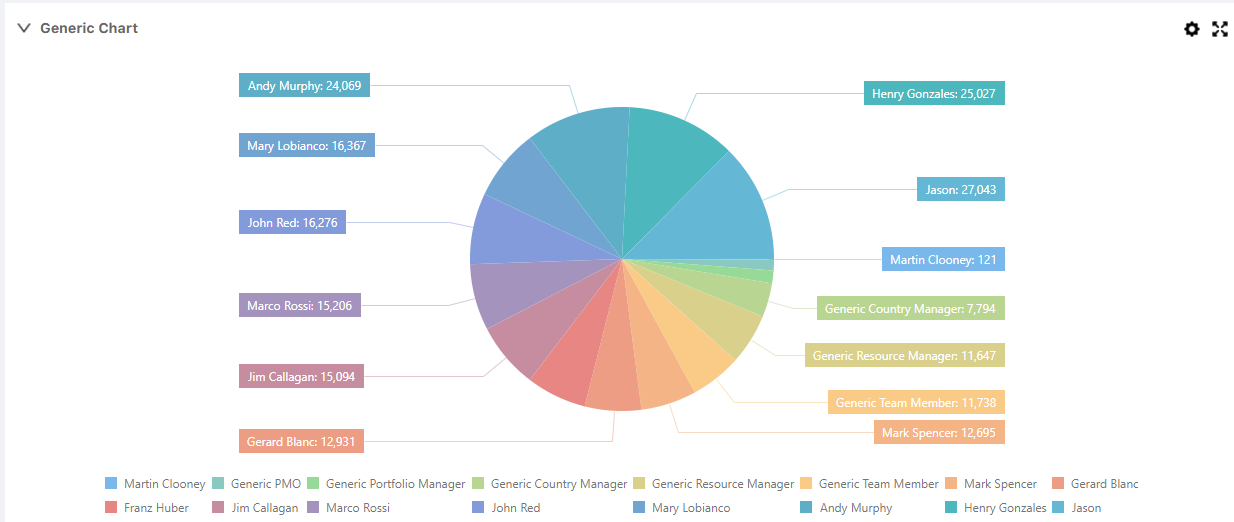 Generic Chart
Andy Murphy: 24,069
Henry Gonzales: 25,027
Mary Lobianco: 16,367
Jason: 27,043
John Red: 16,276
Martin Clooney: 121
Marco Rossi: 15,206
Generic Country Manager: 7,794
Generic Resource Manager: 11,647
Jim Callagan: 15,094
Generic Team Member: 11,738
Gerard Blanc: 12,931
Mark Spencer: 12,695
Martin Clooney Generic PMO Generic Portfolio Manager Generic Country Manager Generic Resource Manager Generic Team Member Mark Spencer Gerard Blanc
Franz Huber Jim Callagan Marco Rossi John Red Mary Lobianco Andy Murphy Henry Gonzales Jason